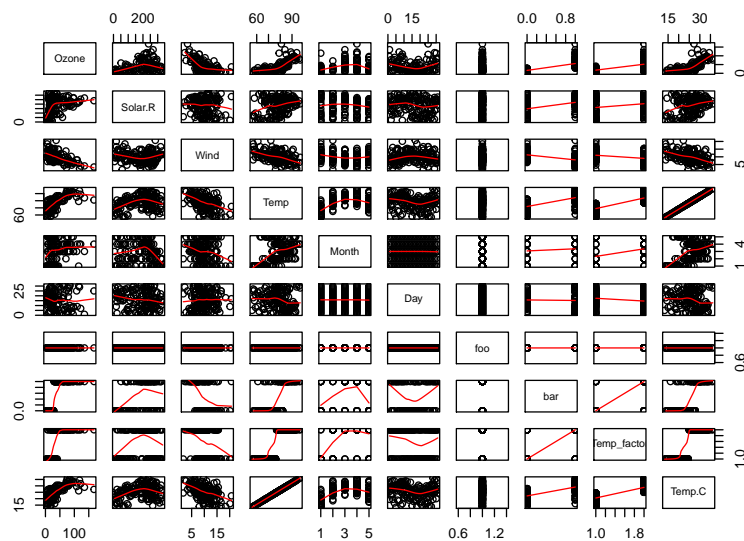 0 200 60 90 0 15 0.0 0.8 15 30
Ozone 0
0 Solar.R
Wind 5
60 Temp
Month 1 4
0 25 Day
foo 0.6
0.0 bar
Temp_facto 1.0
15 Temp.C
0 100 5 15 1 3 5 0.6 1.2 1.0 1.8